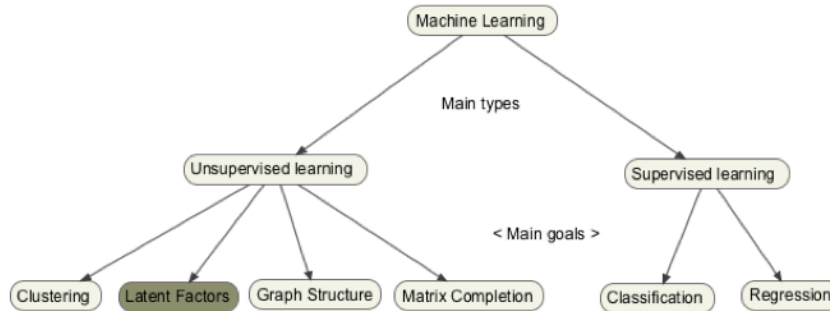 Machine Learning
Main types
Unsupervised learning
Supervised learning
< Main goals >
Clustering
Latent Factors
Graph Structure
Matrix Completion
Classification
Regression